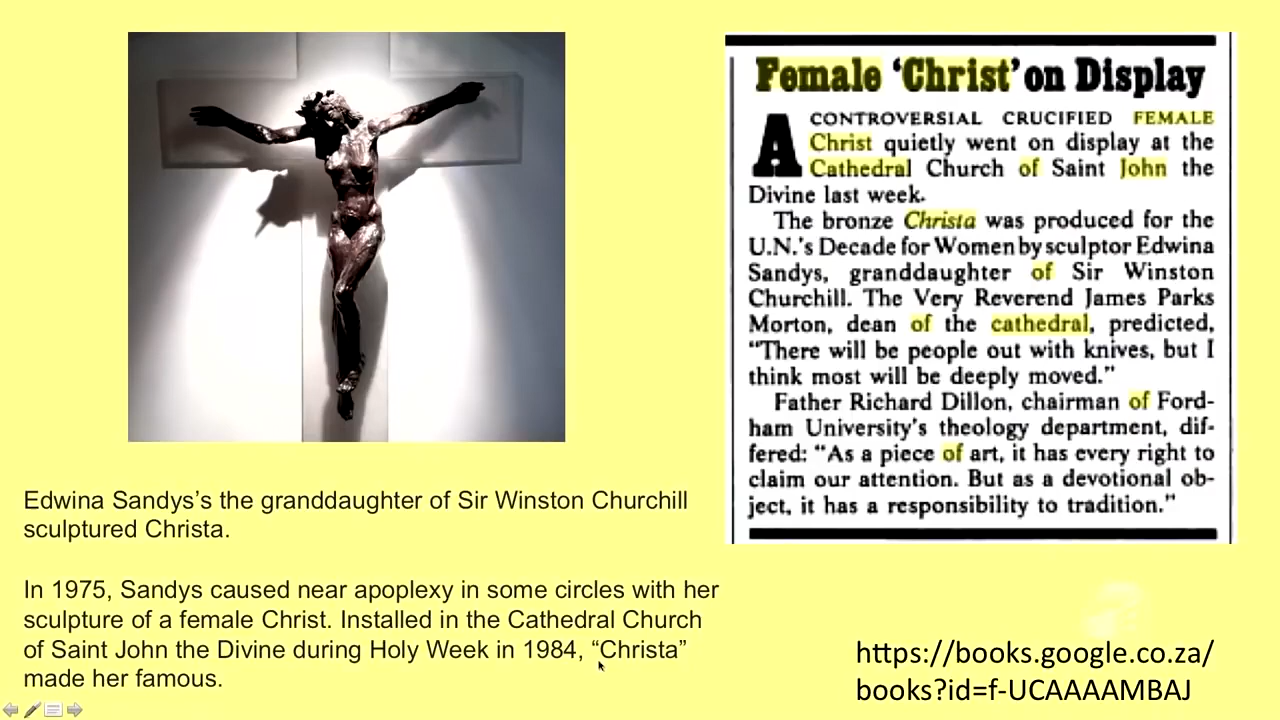 Female ‘Christ’ on Display
A CONTROVERSIAL CRUCIFIED FEMALE
Christ quietly went on display at the
Cathedral Church of Saint John the
Divine last week.
The bronze Christa was produced for the
U.N.'s Decade for Women by sculptor Edwina
Sandys, granddaughter of Sir Winston
Churchill. The Very Reverend James Parks
Morton, dean of the cathedral, predicted,
“There will be people out with knives, but I
think most will be deeply moved.”
Father Richard Dillon, chairman of Ford-
ham University's theology department, dif-
fered: “As a piece of art, it has every right to
claim our attention. But as a devotional ob-
ject, it has a responsibility to tradition.”
Edwina Sandys’s the granddaughter of Sir Winston Churchill
sculptured Christa.
In 1975, Sandys caused near apoplexy in some circles with her
sculpture of a female Christ. Installed in the Cathedral Church
of Saint John the Divine during Holy Week in 1984, “Christa”
made her famous.
https://books.google.co.za/
books?id=f-UCAAAAMBAJ